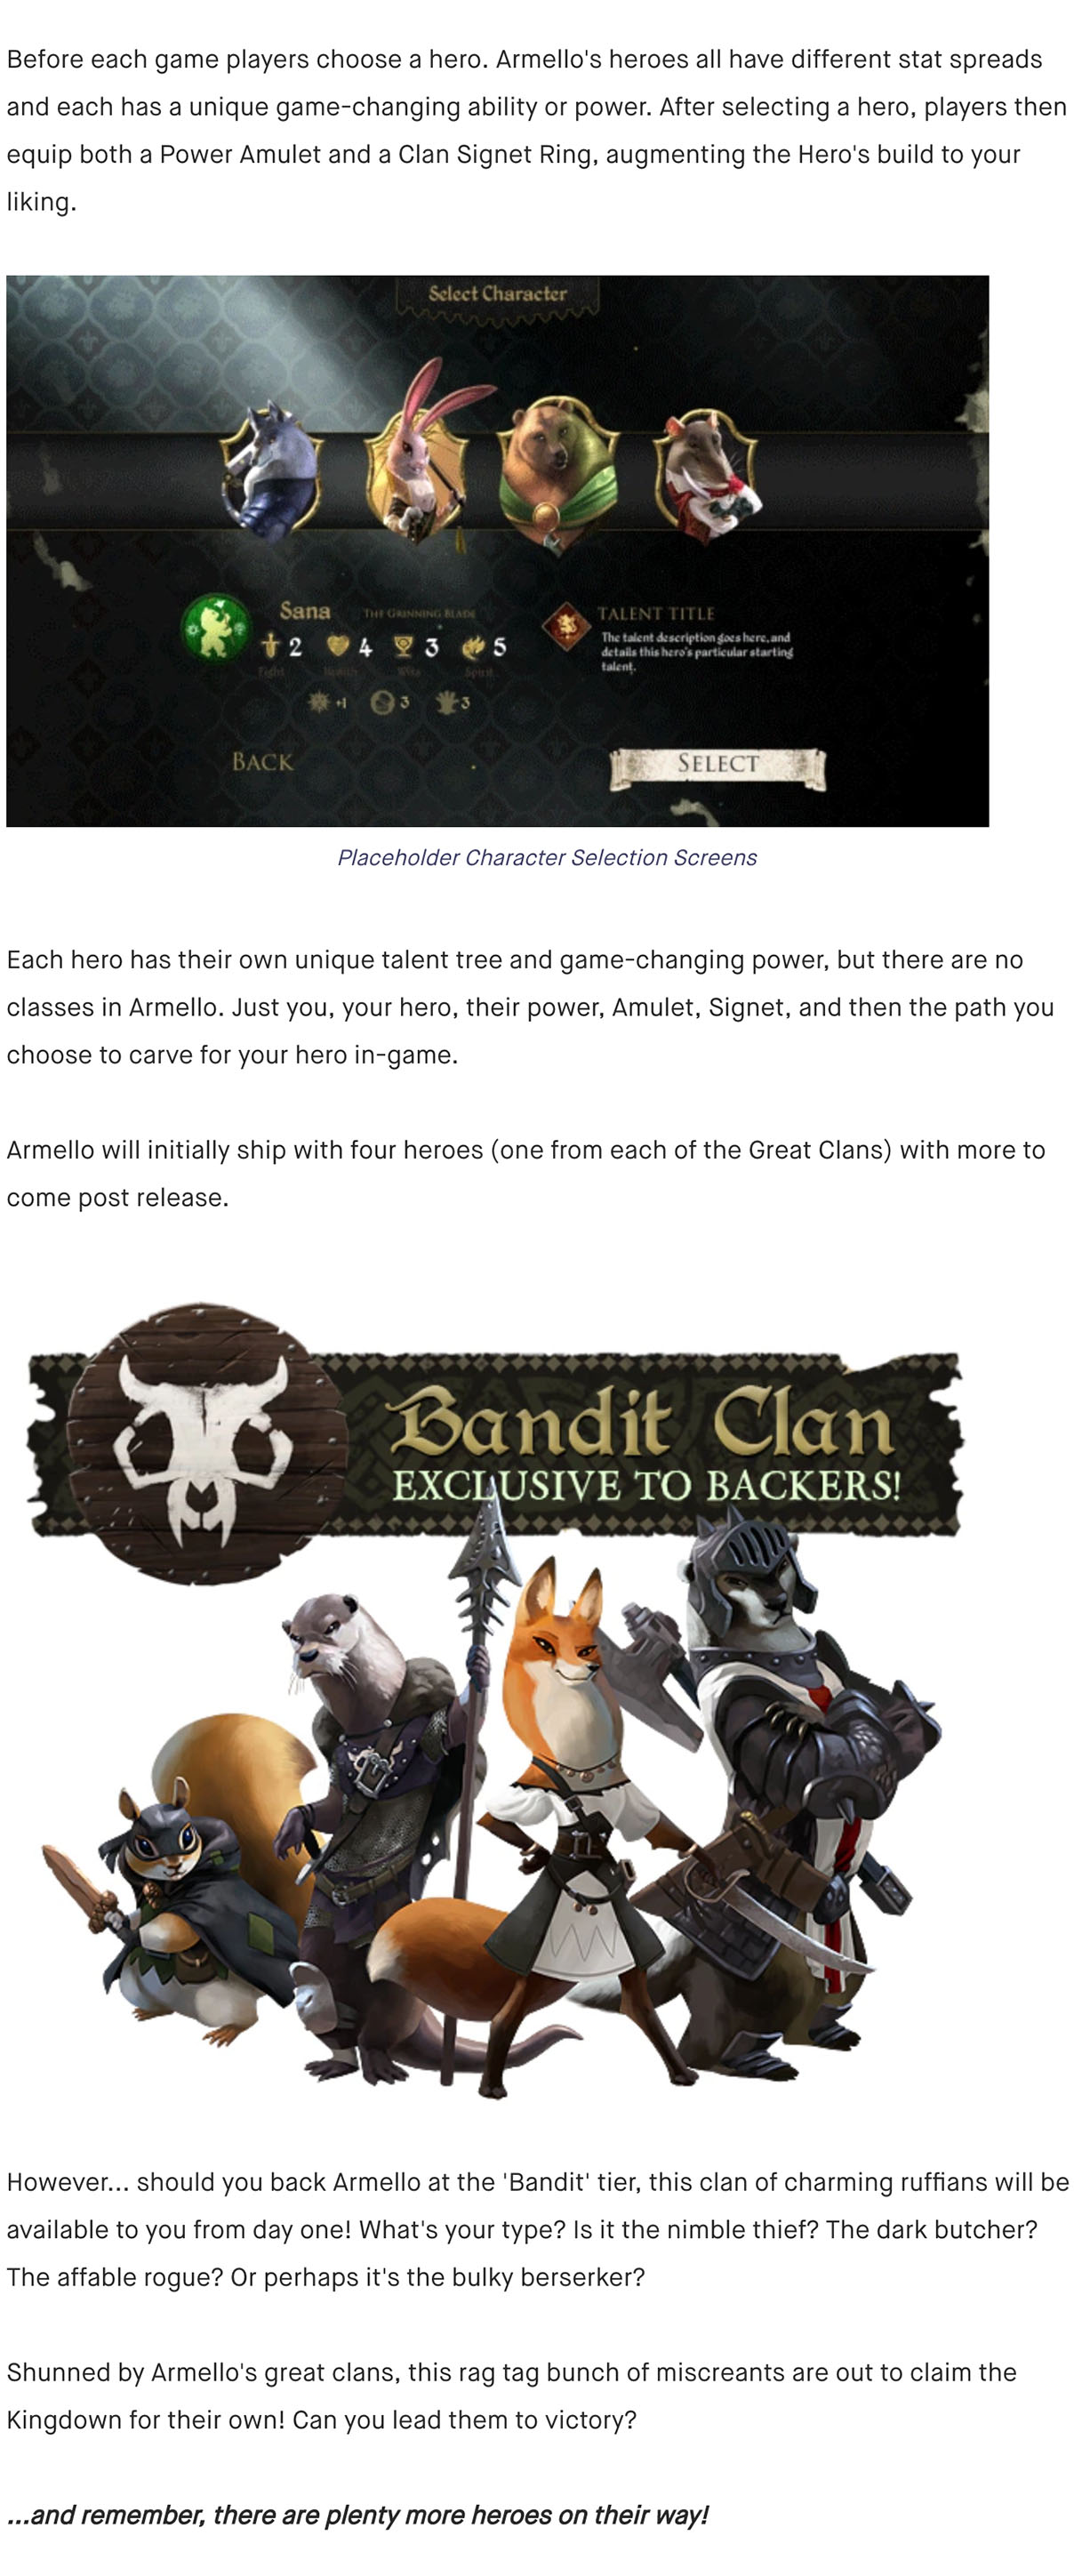 Before each game players choose a hero. Armello's heroes all have different stat spreads
and each has a unique game-changing ability or power. After selecting a hero, players then
equip both a Power Amulet and a Clan Signet Ring, augmenting the Hero's build to your
liking.
Select Character
Sana THE GRINNING BLADE
2 4 3 5
Fight Health Wits Spirit
+1 3 3
TALENT TITLE
The talent description goes here, and
details this hero's particular starting
talent.
BACK
SELECT
Placeholder Character Selection Screens
Each hero has their own unique talent tree and game-changing power, but there are no
classes in Armello. Just you, your hero, their power, Amulet, Signet, and then the path you
choose to carve for your hero in-game.
Armello will initially ship with four heroes (one from each of the Great Clans) with more to
come post release.
Bandit Clan
EXCLUSIVE TO BACKERS!
However... should you back Armello at the 'Bandit' tier, this clan of charming ruffians will be
available to you from day one! What's your type? Is it the nimble thief? The dark butcher?
The affable rogue? Or perhaps it's the bulky berserker?
Shunned by Armello's great clans, this rag tag bunch of miscreants are out to claim the
Kingdown for their own! Can you lead them to victory?
...and remember, there are plenty more heroes on their way!